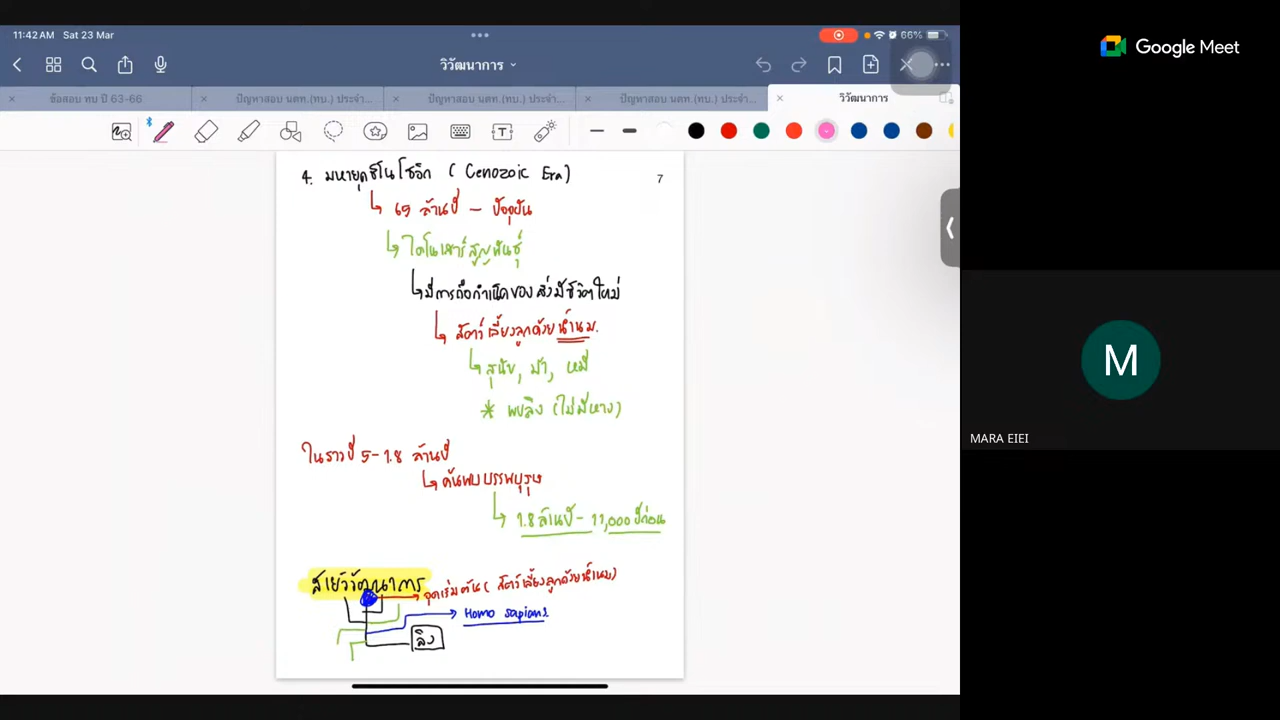 11:42 AM Sat 23 Mar
66%
Google Meet
วิวัฒนาการ
ข้อสอบ ทบ ปี 63-66
ปัญหาสอบ นตท.(ทบ.) ประจำ...
ปัญหาสอบ นตท.(ทบ.) ประจำ...
ปัญหาสอบ นตท.(ทบ.) ประจำ...
วิวัฒนาการ
4. มหายุคซีโนโซอิก (Cenozoic Era)
7
65 ล้านปี – ปัจจุบัน
ไดโนเสาร์สูญพันธุ์
มีการถือกำเนิดของสิ่งมีชีวิตใหม่
สัตว์เลี้ยงลูกด้วยน้ำนม.
สุนัข, ม้า, หมี
* พบลิง (ไม่มีหาง)
ในราวปี 5-1.8 ล้านปี
ค้นพบบรรพบุรุษ
1.8 ล้านปี - 11,000 ปีก่อน
สายวิวัฒนาการ
จุดเริ่มต้น (สัตว์เลี้ยงลูกด้วยน้ำนม)
Homo sapiens.
ลิง
M
MARA EIEI